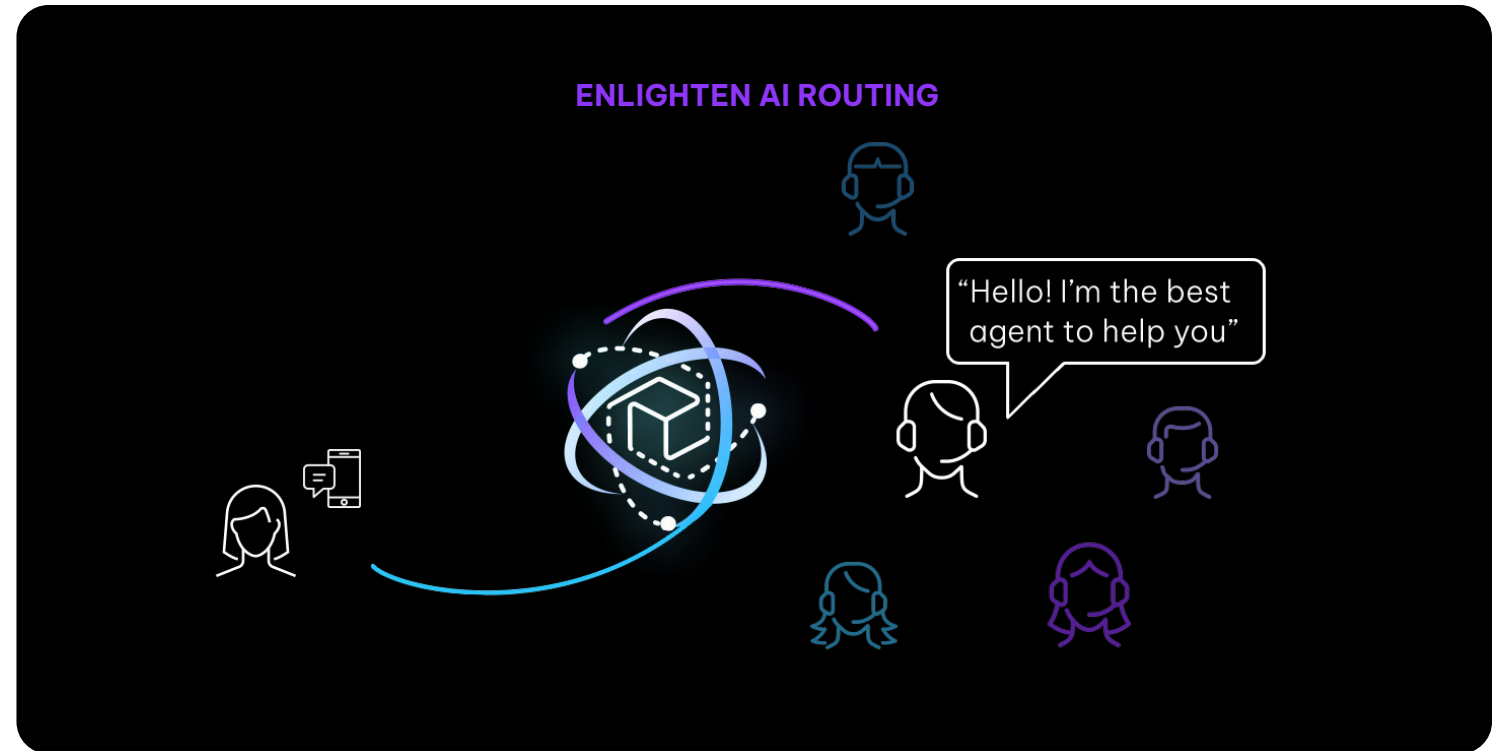 ENLIGHTEN AI ROUTING
“Hello! I’m the best
agent to help you”